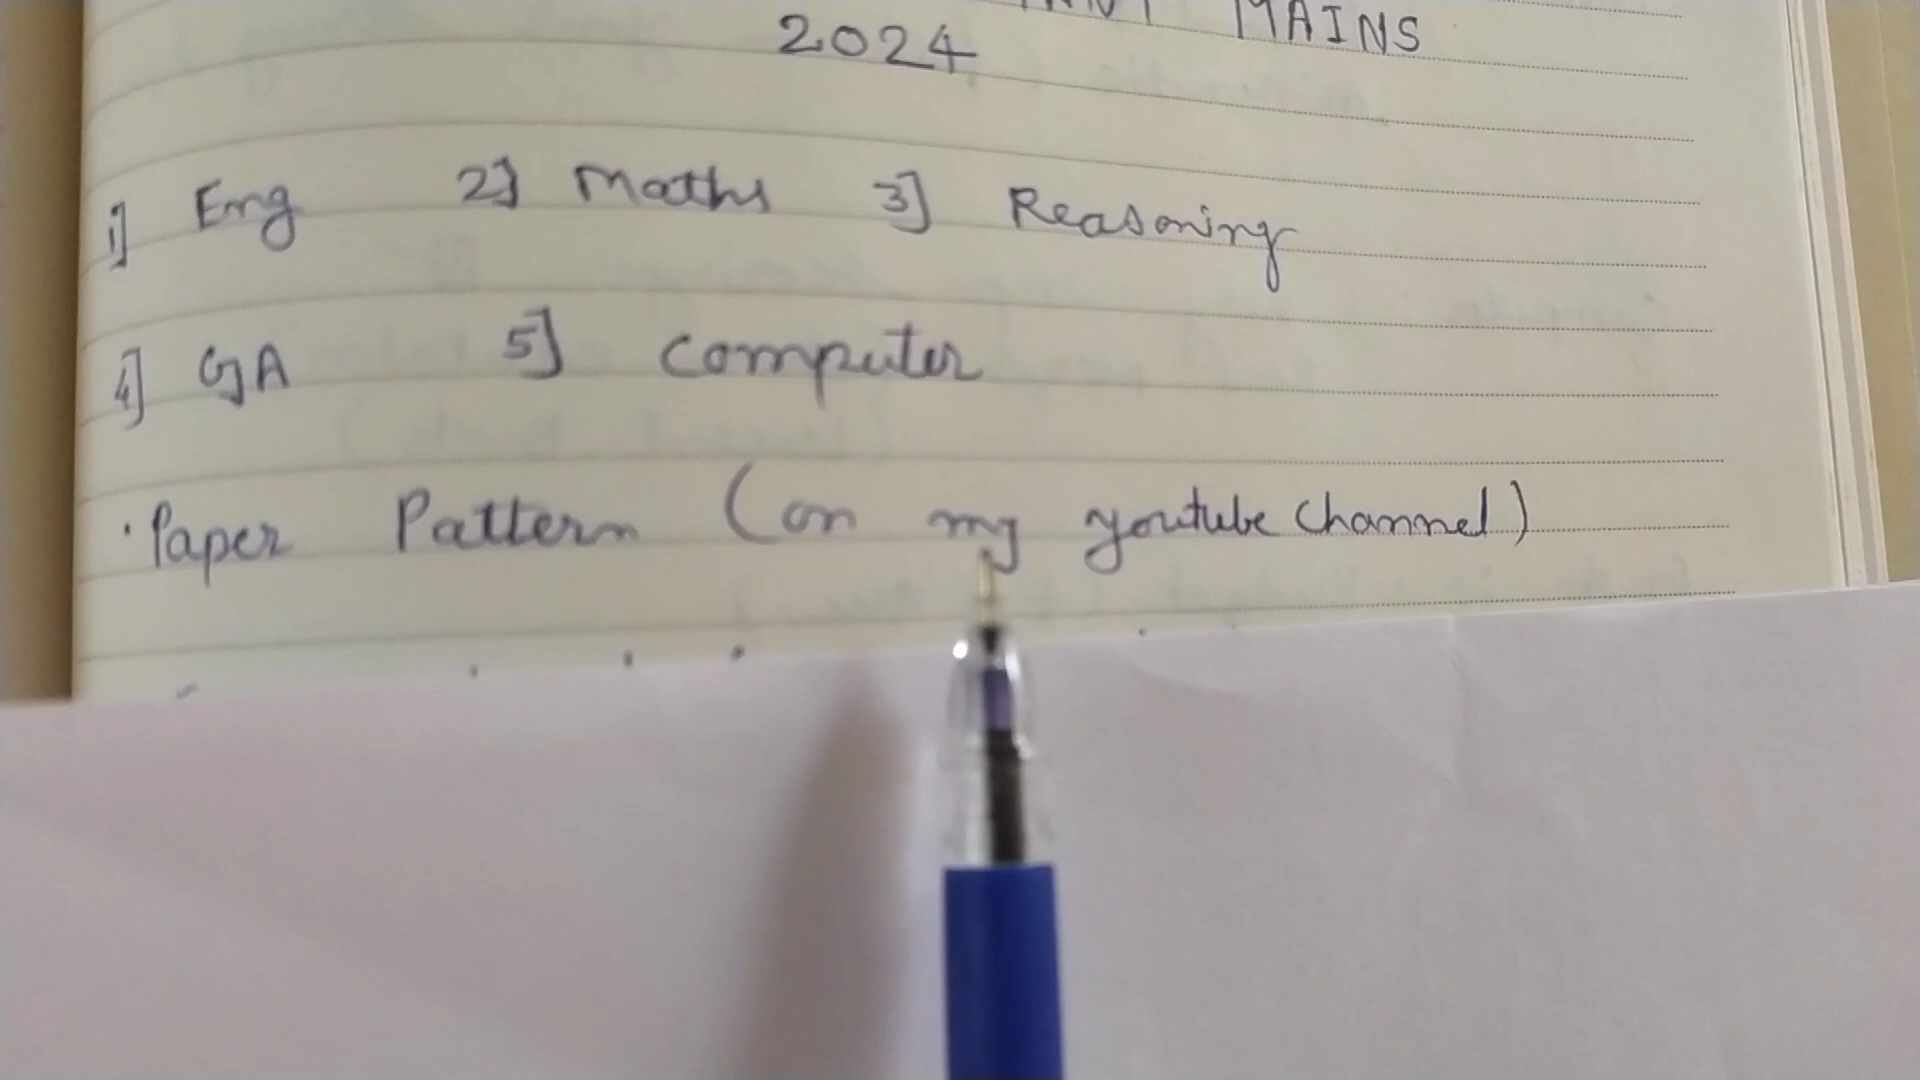 MAINS
2024
1] Eng 2] Maths 3] Reasoning
4] GA 5] Computer
· Paper Pattern (on my youtube channel)